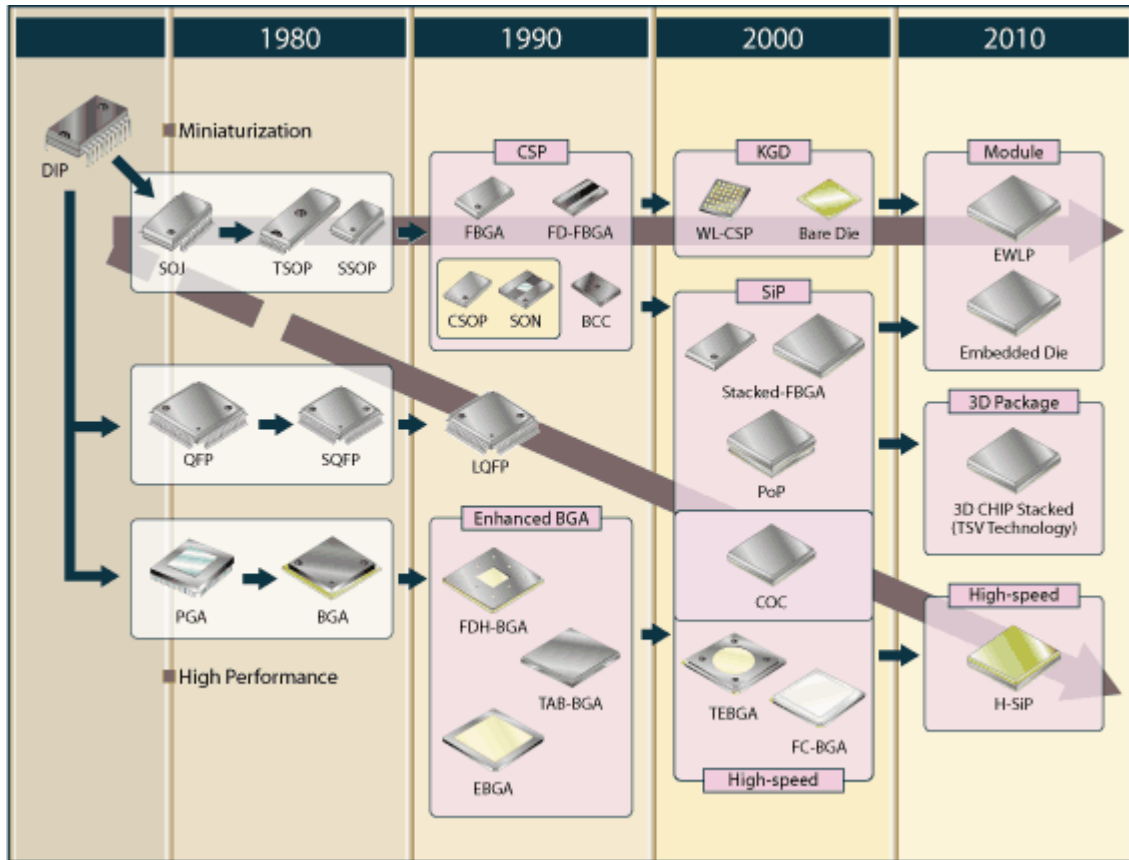 1980
1990
2000
2010
DIP
Miniaturization
SOJ
TSOP
SSOP
QFP
SQFP
PGA
BGA
High Performance
CSP
FBGA
FD-FBGA
CSOP
SON
BCC
LQFP
Enhanced BGA
FDH-BGA
TAB-BGA
EBGA
KGD
WL-CSP
Bare Die
SiP
Stacked-FBGA
PoP
COC
TEBGA
FC-BGA
High-speed
Module
EWLP
Embedded Die
3D Package
3D CHIP Stacked
(TSV Technology)
High-speed
H-SiP